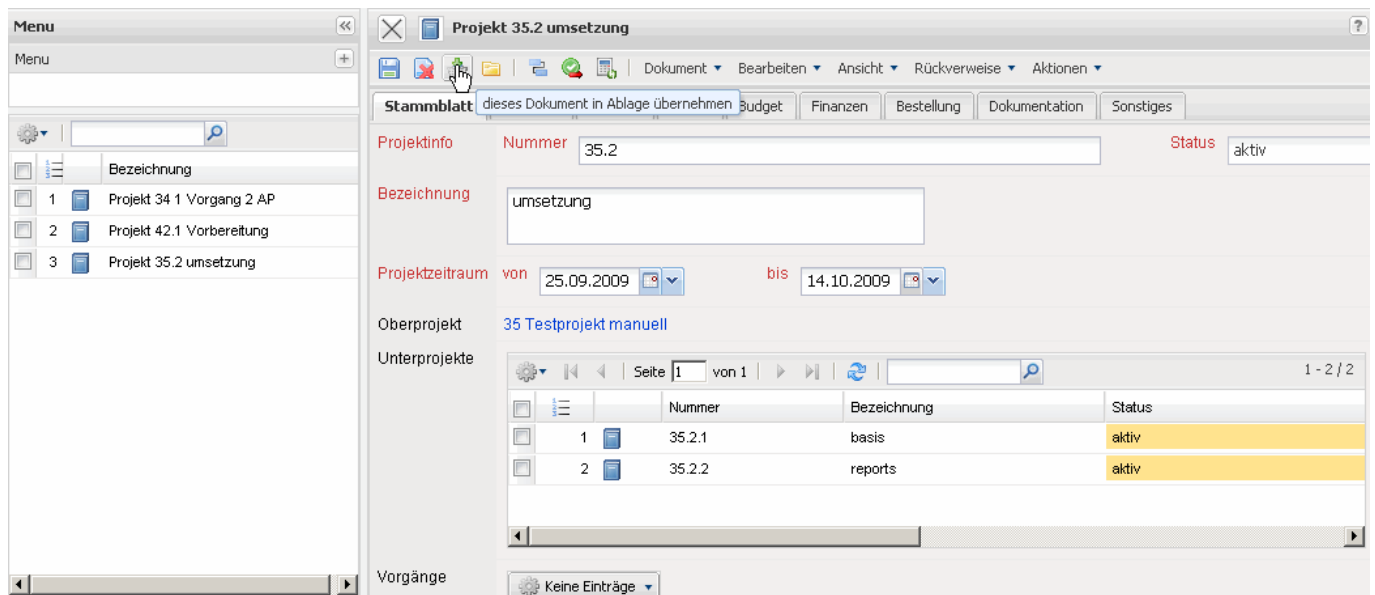 Menu
Menu
Bezeichnung
1 Projekt 34 1 Vorgang 2 AP
2 Projekt 42.1 Vorbereitung
3 Projekt 35.2 umsetzung
Projekt 35.2 umsetzung ?
Dokument Bearbeiten Ansicht Rückverweise Aktionen
dieses Dokument in Ablage übernehmen
Stammblatt Budget Finanzen Bestellung Dokumentation Sonstiges
Projektinfo Nummer 35.2 Status aktiv
Bezeichnung umsetzung
Projektzeitraum von 25.09.2009 bis 14.10.2009
Oberprojekt 35 Testprojekt manuell
Unterprojekte
Seite 1 von 1 1 - 2 / 2
Nummer Bezeichnung Status
1 35.2.1 basis aktiv
2 35.2.2 reports aktiv
Vorgänge Keine Einträge